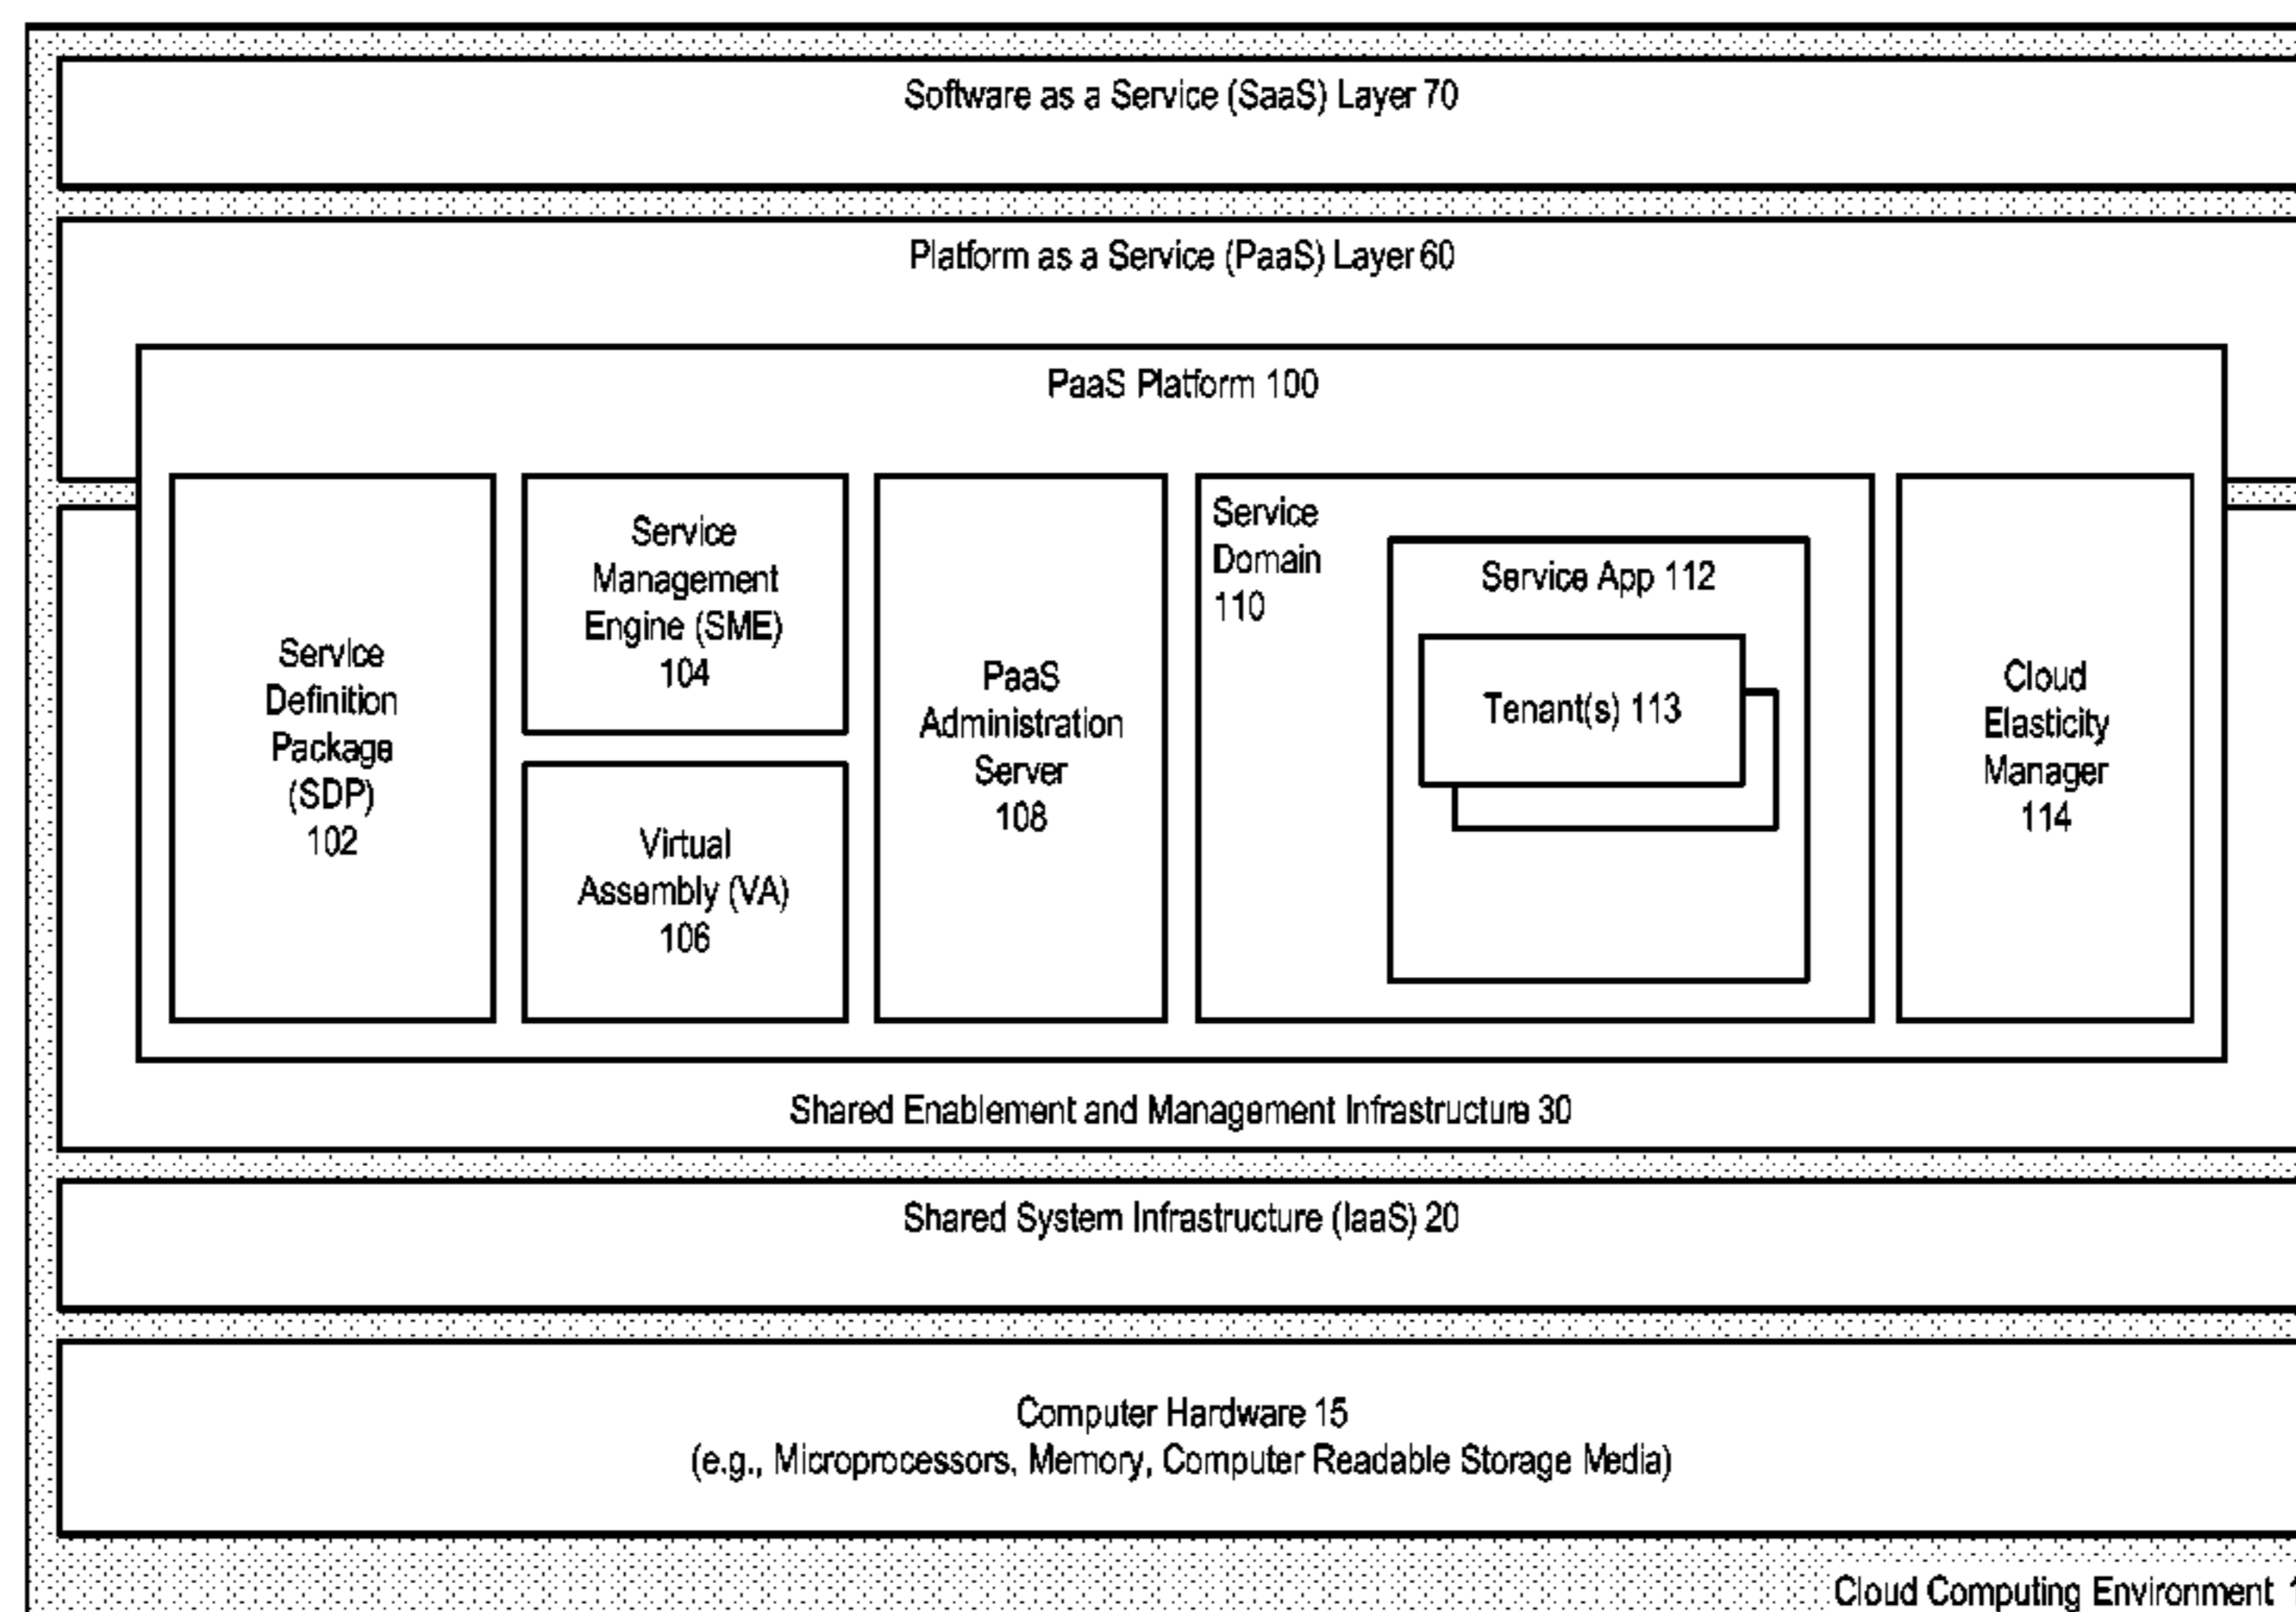 Software as a Service (SaaS) Layer 70
Platform as a Service (PaaS) Layer 60
PaaS Platform 100
Service
Definition
Package
(SDP)
102
Service
Management
Engine (SME)
104
Virtual
Assembly (VA)
106
PaaS
Administration
Server
108
Service
Domain
110
Service App 112
Tenant(s) 113
Cloud
Elasticity
Manager
114
Shared Enablement and Management Infrastructure 30
Shared System Infrastructure (IaaS) 20
Computer Hardware 15
(e.g., Microprocessors, Memory, Computer Readable Storage Media)
Cloud Computing Environment